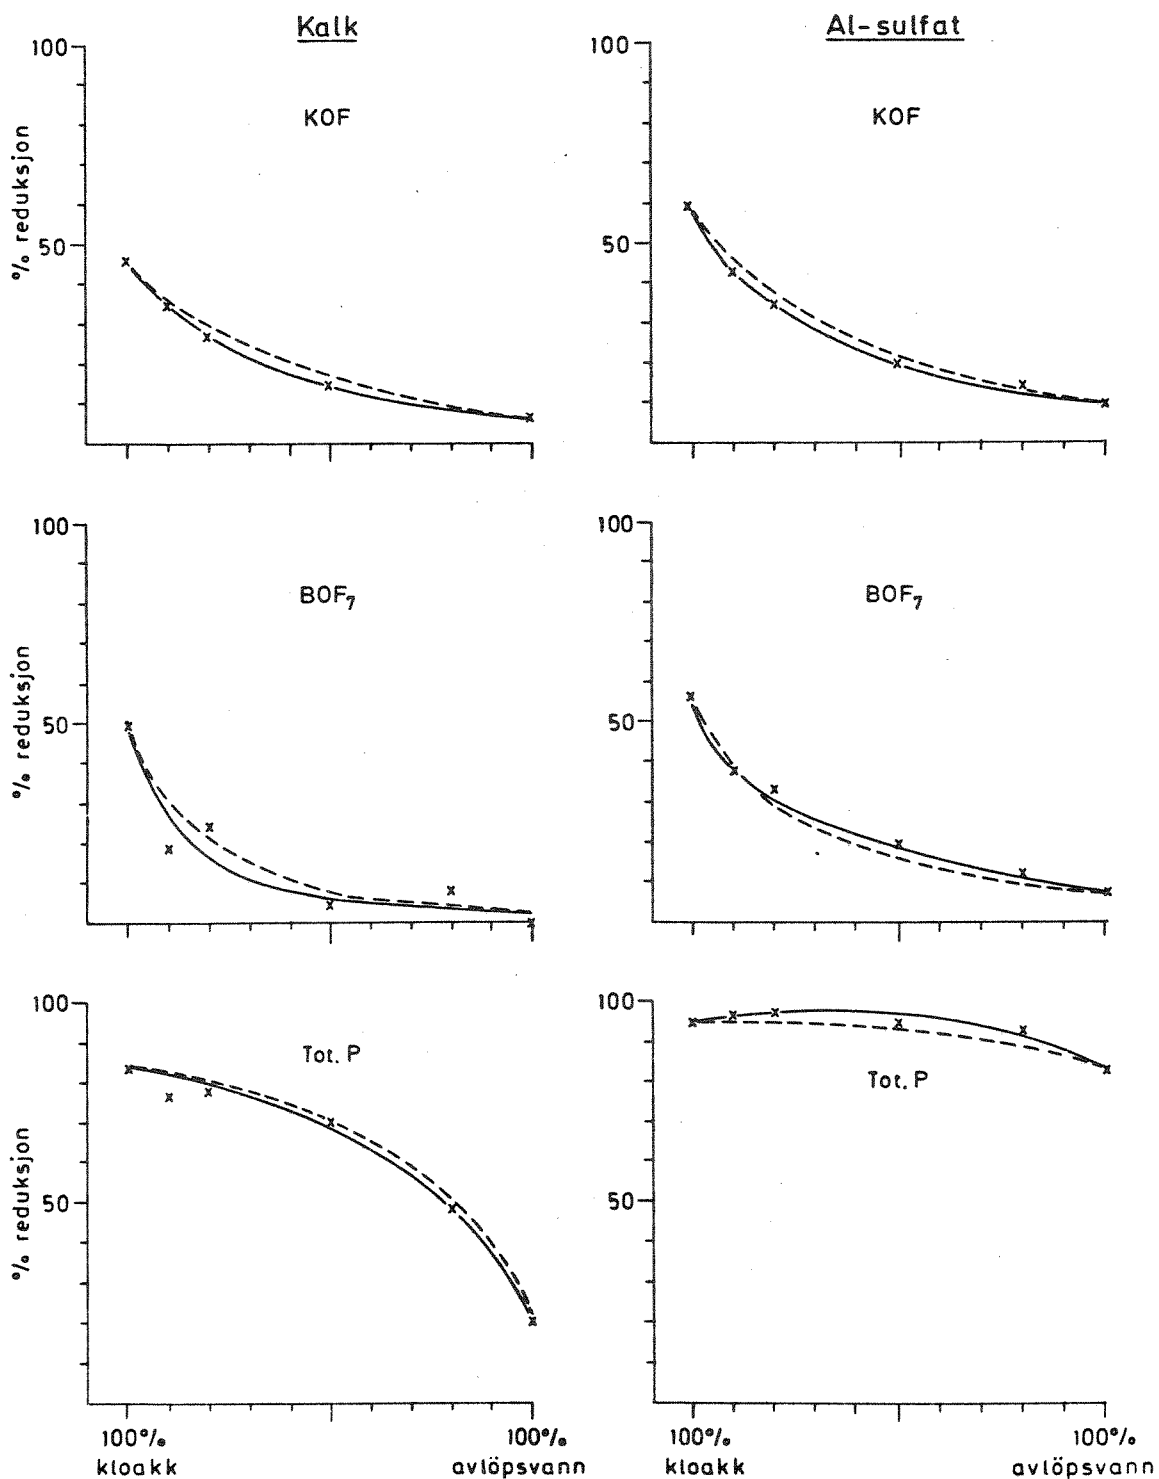 Kalk
Al-sulfat
100
KOF
% reduksjon
50
100
KOF
50
100
BOF₇
% reduksjon
50
100
BOF₇
50
100
Tot. P
% reduksjon
50
100%
kloakk
100%
avlöpsvann
100
Tot. P
50
100%
kloakk
100%
avlöpsvann